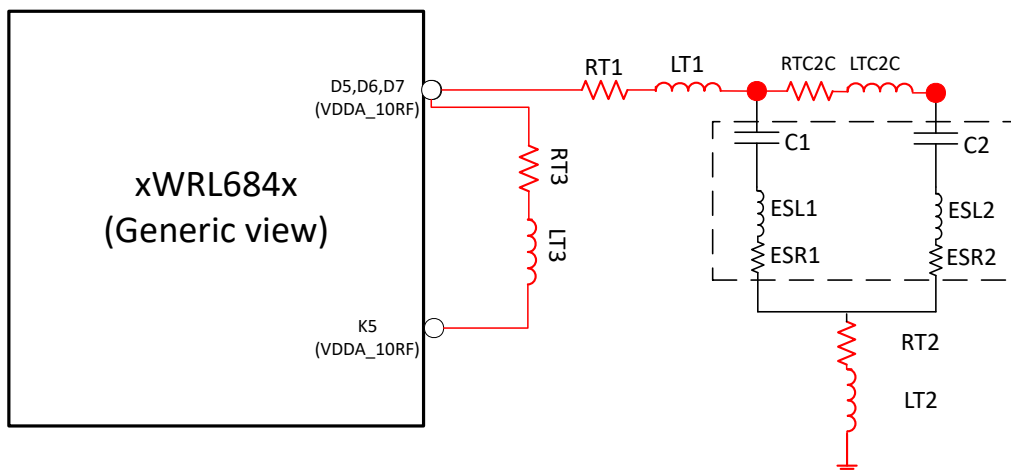 D5,D6,D7
(VDDA_10RF)
xWRL684x
(Generic view)
K5
(VDDA_10RF)
RT1
LT1
RTC2C
LTC2C
RT3
LT3
C1
C2
ESL1
ESL2
ESR1
ESR2
RT2
LT2